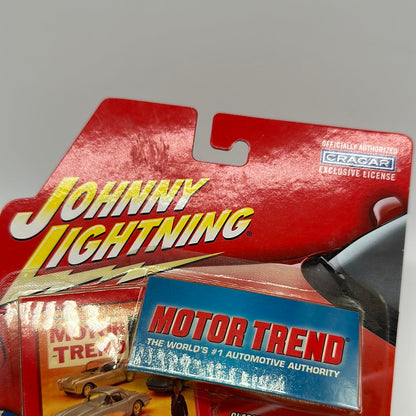 OFFICIALLY AUTHORIZED
CRAGAR
EXCLUSIVE LICENSE
JOHNNY
LIGHTNING
MOTOR TREND
THE WORLD'S #1 AUTOMOTIVE AUTHORITY
MOTOR
TREND